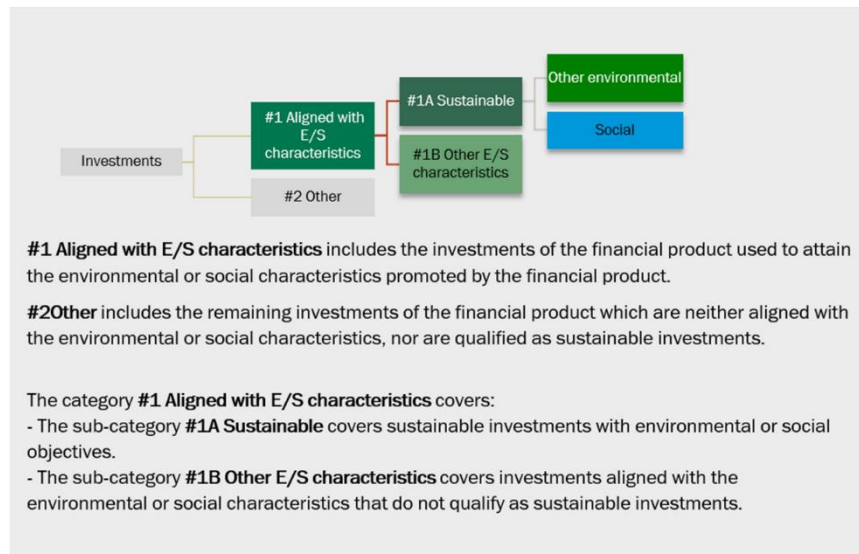 Other environmental
#1A Sustainable
#1 Aligned with
E/S
characteristics
Social
Investments
#1B Other E/S
characteristics
#2 Other
#1 Aligned with E/S characteristics includes the investments of the financial product used to attain
the environmental or social characteristics promoted by the financial product.
#2Other includes the remaining investments of the financial product which are neither aligned with
the environmental or social characteristics, nor are qualified as sustainable investments.
The category #1 Aligned with E/S characteristics covers:
- The sub-category #1A Sustainable covers sustainable investments with environmental or social
objectives.
- The sub-category #1B Other E/S characteristics covers investments aligned with the
environmental or social characteristics that do not qualify as sustainable investments.